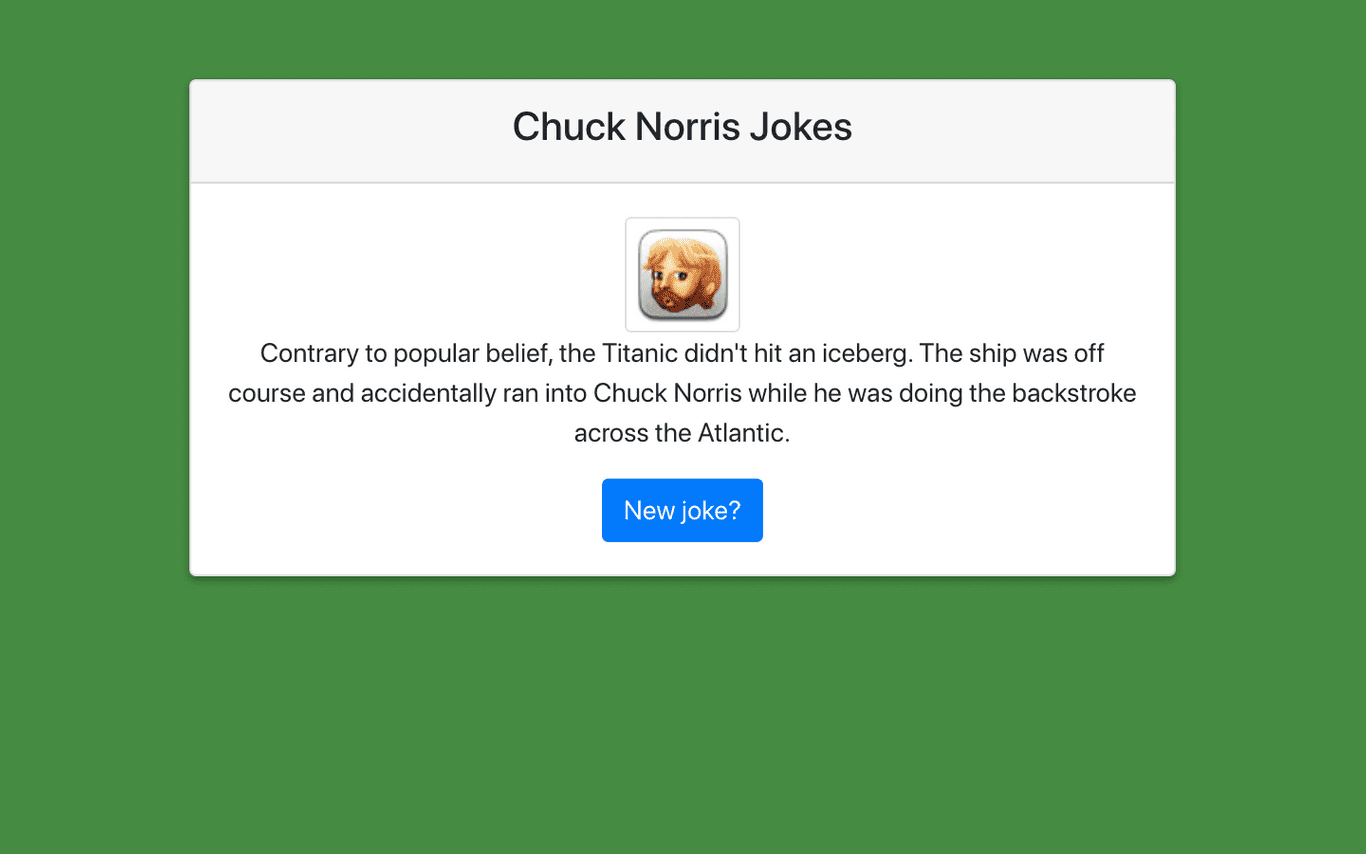 Chuck Norris Jokes
Contrary to popular belief, the Titanic didn't hit an iceberg. The ship was off
course and accidentally ran into Chuck Norris while he was doing the backstroke
across the Atlantic.
New joke?